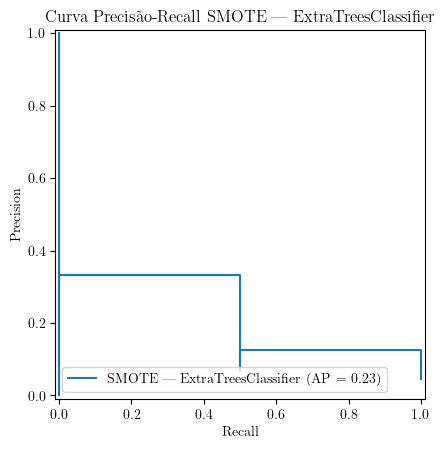 Curva Precisão-Recall SMOTE — ExtraTreesClassifier
1.0
0.8
0.6
0.4
0.2
0.0
Precision
SMOTE — ExtraTreesClassifier (AP = 0.23)
0.0 0.2 0.4 0.6 0.8 1.0
Recall